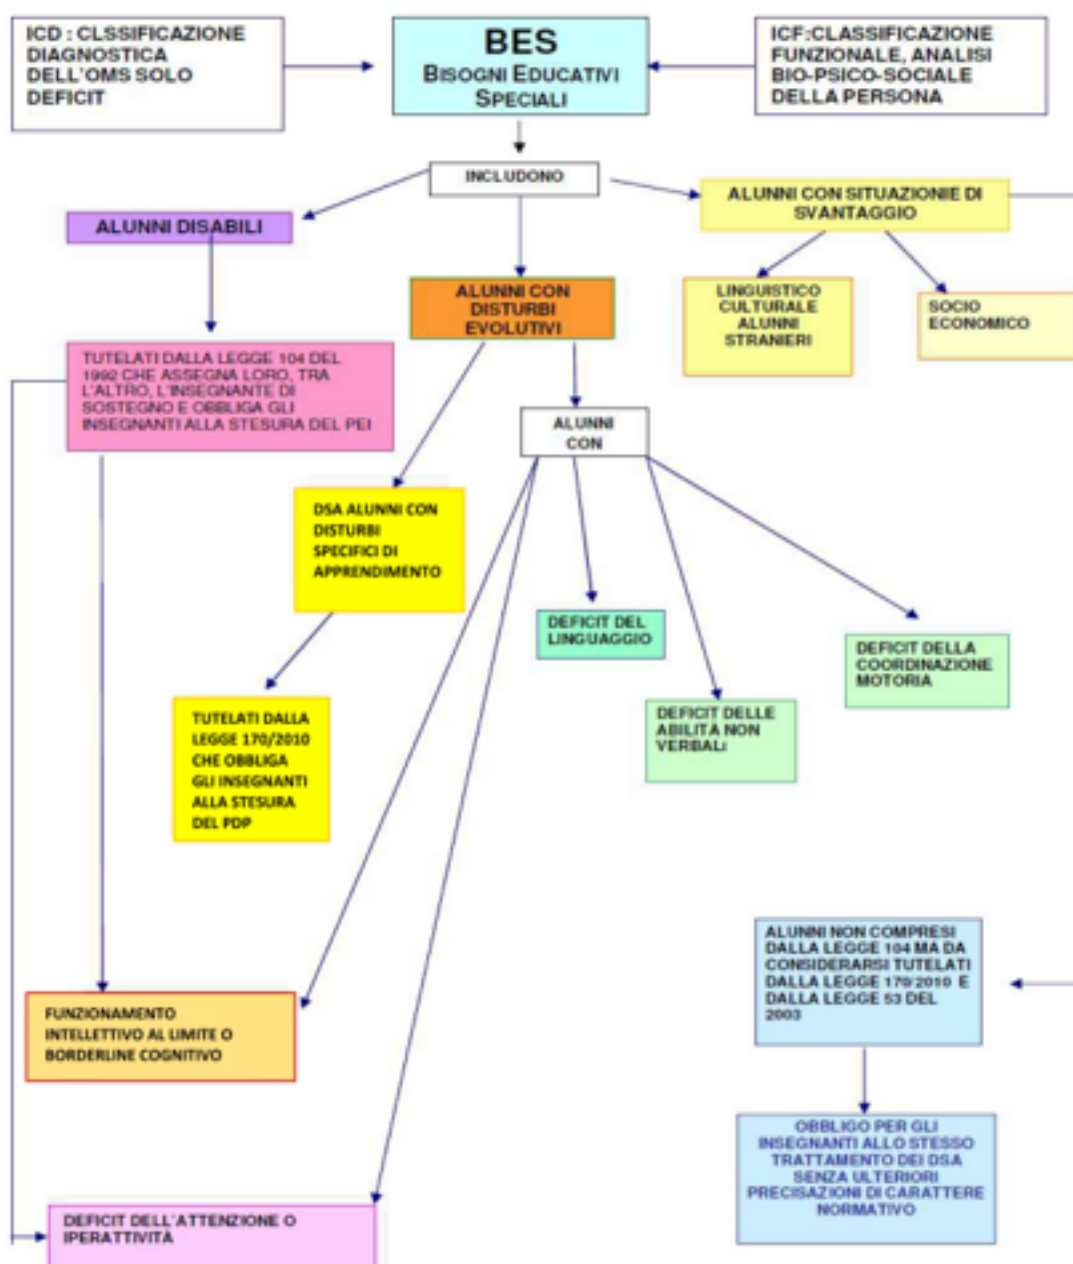 ICD : CLSSIFICAZIONE
DIAGNOSTICA
DELL'OMS SOLO
DEFICIT
BES
BISOGNI EDUCATIVI
SPECIALI
ICF:CLASSIFICAZIONE
FUNZIONALE, ANALISI
BIO-PSICO-SOCIALE
DELLA PERSONA
INCLUDONO
ALUNNI DISABILI
ALUNNI CON SITUAZIONIE DI
SVANTAGGIO
ALUNNI CON
DISTURBI
EVOLUTIVI
LINGUISTICO
CULTURALE
ALUNNI
STRANIERI
SOCIO
ECONOMICO
TUTELATI DALLA LEGGE 104 DEL
1992 CHE ASSEGNA LORO, TRA
L'ALTRO, L'INSEGNANTE DI
SOSTEGNO E OBBLIGA GLI
INSEGNANTI ALLA STESURA DEL PEI
ALUNNI
CON
DSA ALUNNI CON
DISTURBI
SPECIFICI DI
APPRENDIMENTO
DEFICIT DEL
LINGUAGGIO
DEFICIT DELLA
COORDINAZIONE
MOTORIA
TUTELATI DALLA
LEGGE 170/2010
CHE OBBLIGA
GLI INSEGNANTI
ALLA STESURA
DEL PDP
DEFICIT DELLE
ABILITÀ NON
VERBALi
ALUNNI NON COMPRESI
DALLA LEGGE 104 MA DA
CONSIDERARSI TUTELATI
DALLA LEGGE 170/2010 E
DALLA LEGGE 53 DEL
2003
FUNZIONAMENTO
INTELLETTIVO AL LIMITE O
BORDERLINE COGNITIVO
OBBLIGO PER GLI
INSEGNANTI ALLO STESSO
TRATTAMENTO DEI DSA
SENZA ULTERIORI
PRECISAZIONI DI CARATTERE
NORMATIVO
DEFICIT DELL'ATTENZIONE O
IPERATTIVITÀ